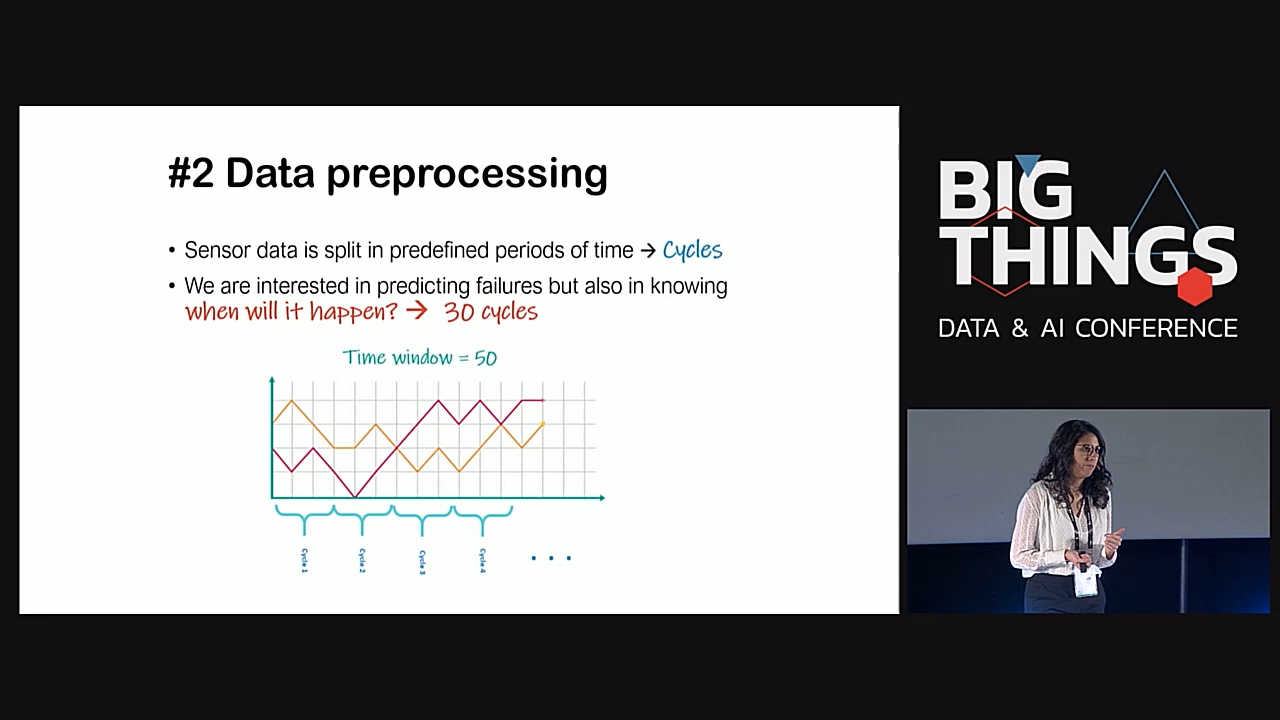 #2 Data preprocessing
• Sensor data is split in predefined periods of time → Cycles
• We are interested in predicting failures but also in knowing
when will it happen? → 30 cycles
Time window = 50
Cycle 1
Cycle 2
Cycle 3
Cycle 4
• • •
BIG
THINGS
DATA & AI CONFERENCE